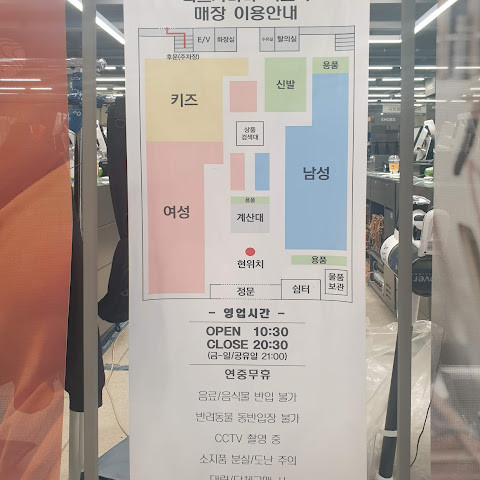 매장 이용안내
E/V
화장실
수유실
탈의실
후문(주차장)
용품
키즈
신발
상품
검색대
남성
여성
용품
계산대
현위치
용품
정문
쉼터
물품
보관
- 영업시간 -
OPEN 10:30
CLOSE 20:30
(금-일/공휴일 21:00)
연중무휴
음료/음식물 반입 불가
반려동물 동반입장 불가
CCTV 촬영 중
소지품 분실/도난 주의